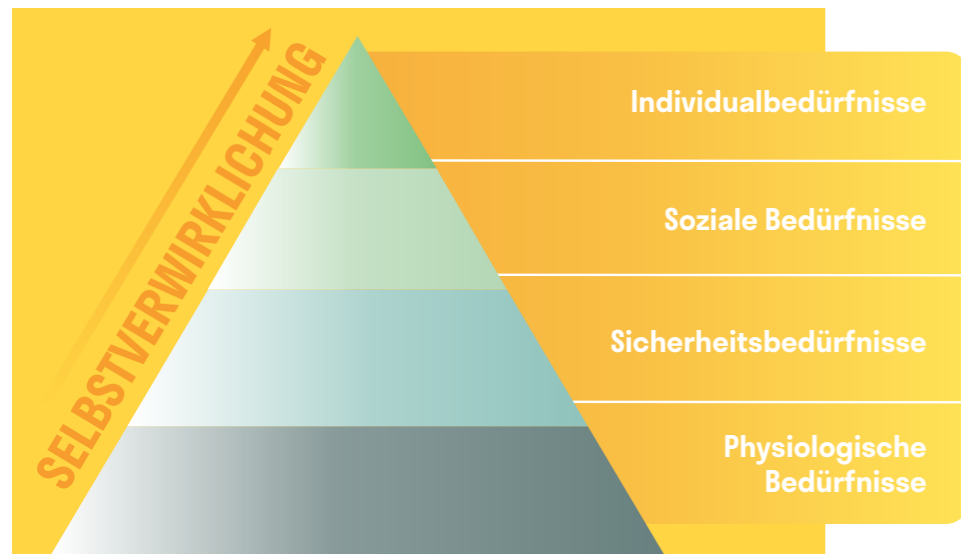 SELBSTVERWIRKLICHUNG
Individualbedürfnisse
Soziale Bedürfnisse
Sicherheitsbedürfnisse
Physiologische
Bedürfnisse